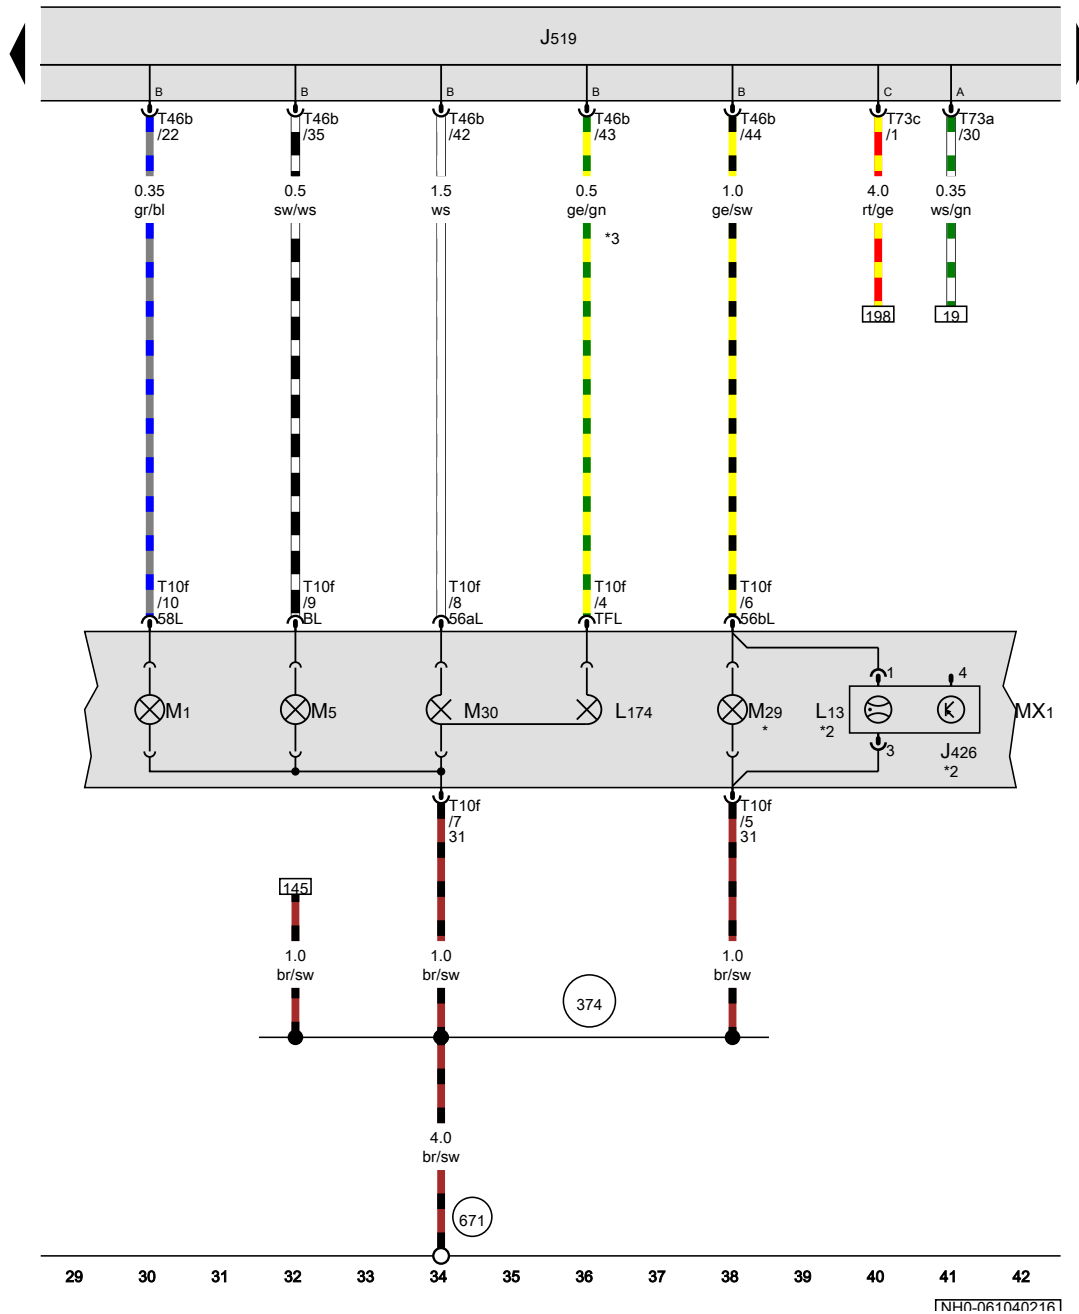 J519
B B B B B C A
T46b T46b T46b T46b T46b T73c T73a
/22 /35 /42 /43 /44 /1 /30
0.35 0.5 1.5 0.5 1.0 4.0 0.35
gr/bl sw/ws ws ge/gn ge/sw rt/ge ws/gn
*3
198 19
T10f T10f T10f T10f T10f
/10 /9 /8 /4 /6
58L BL 56aL TFL 56bL
1 4
M1 M5 M30 L174 M29 L13 MX1
* *2
3 J426
*2
T10f T10f
/7 /5
31 31
145
1.0 1.0 1.0
br/sw br/sw br/sw
374
4.0
br/sw
671
29 30 31 32 33 34 35 36 37 38 39 40 41 42
NH0-061040216